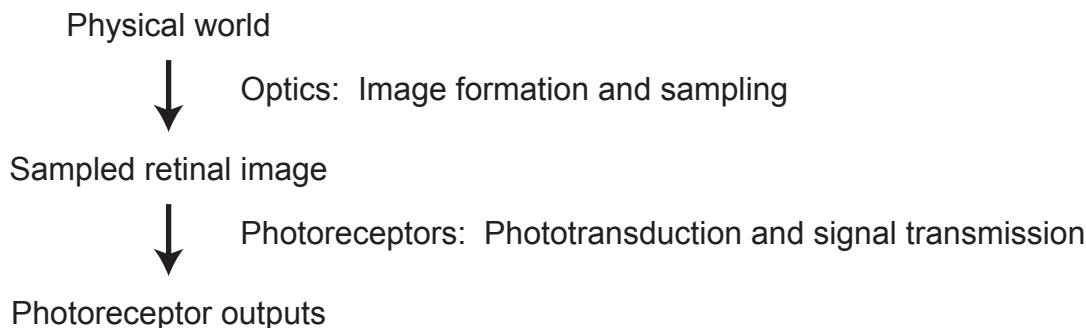 Physical world
Optics:  Image formation and sampling
Sampled retinal image
Photoreceptors:  Phototransduction and signal transmission
Photoreceptor outputs